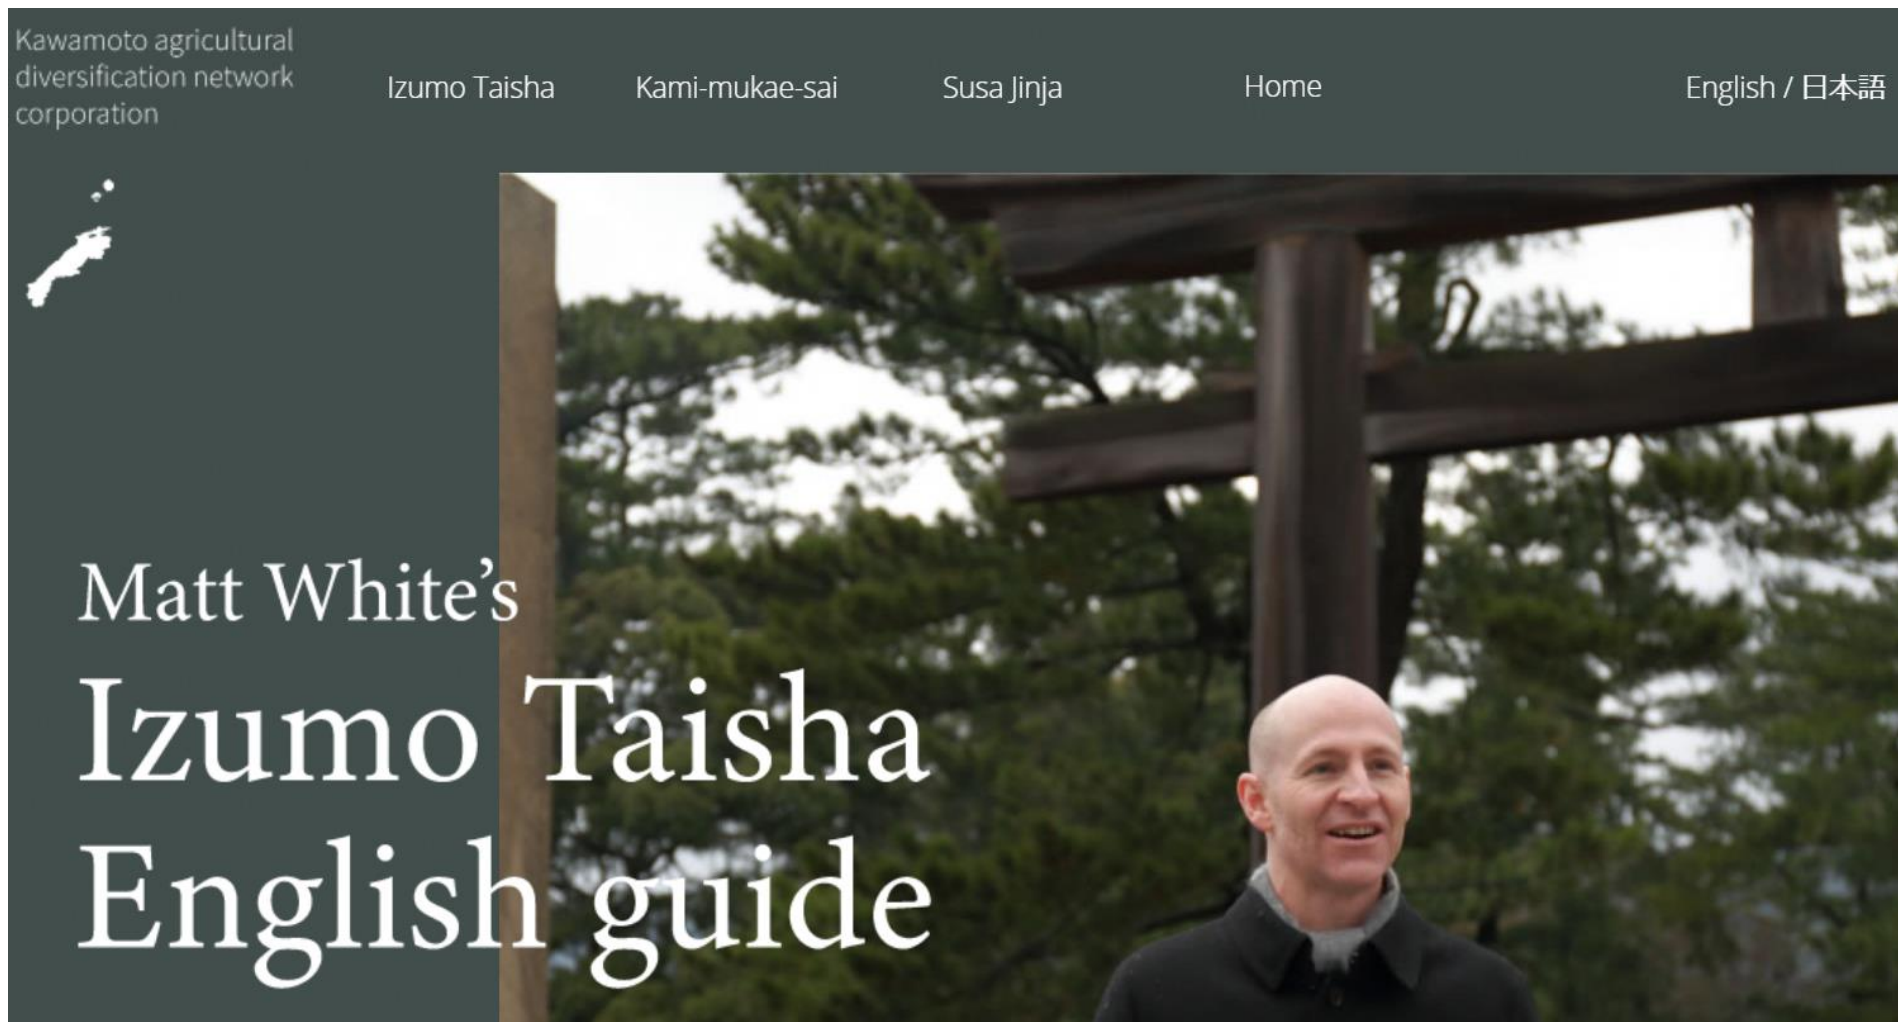 Kawamoto agricultural
diversification network
corporation
Izumo Taisha
Kami-mukae-sai
Susa Jinja
Home
English / 日本語
Matt White’s
Izumo Taisha
English guide